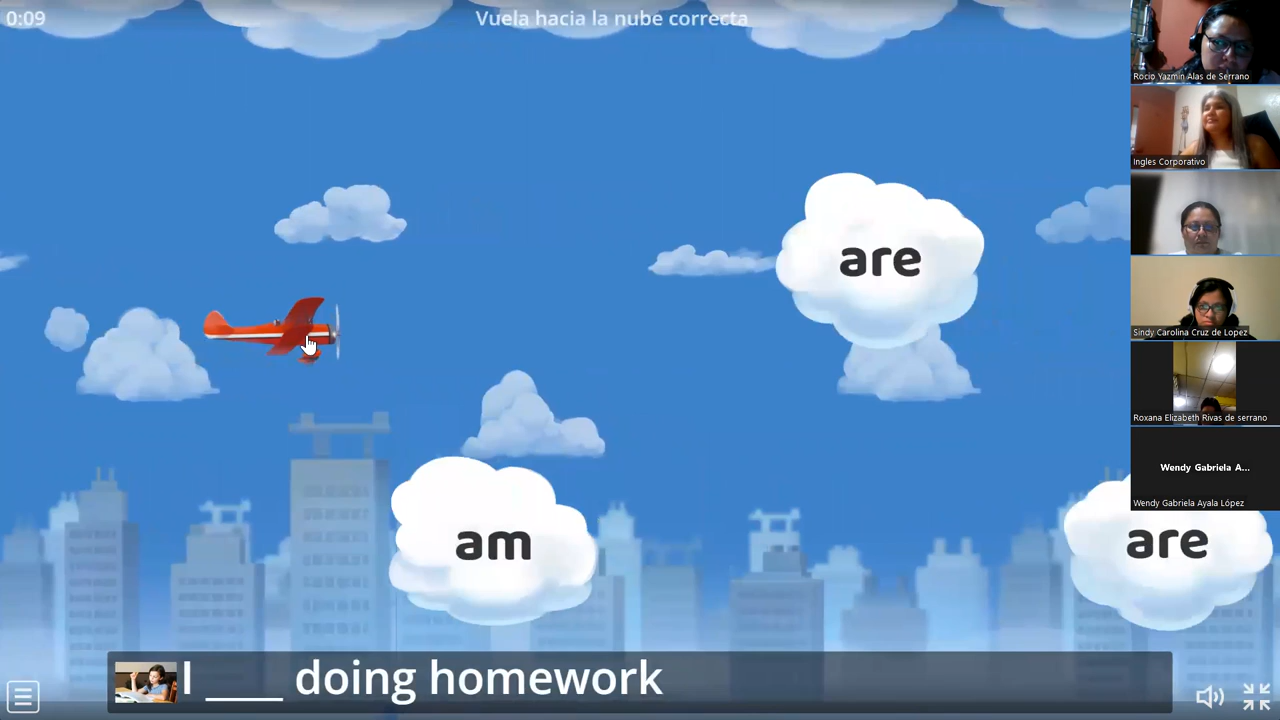 0:09
Vuela hacia la nube correcta
are
am
are
I ___ doing homework
Rocio Yazmin Alas de Serrano
Ingles Corporativo
Sindy Carolina Cruz de Lopez
Roxana Elizabeth Rivas de serrano
Wendy Gabriela A...
Wendy Gabriela Ayala López